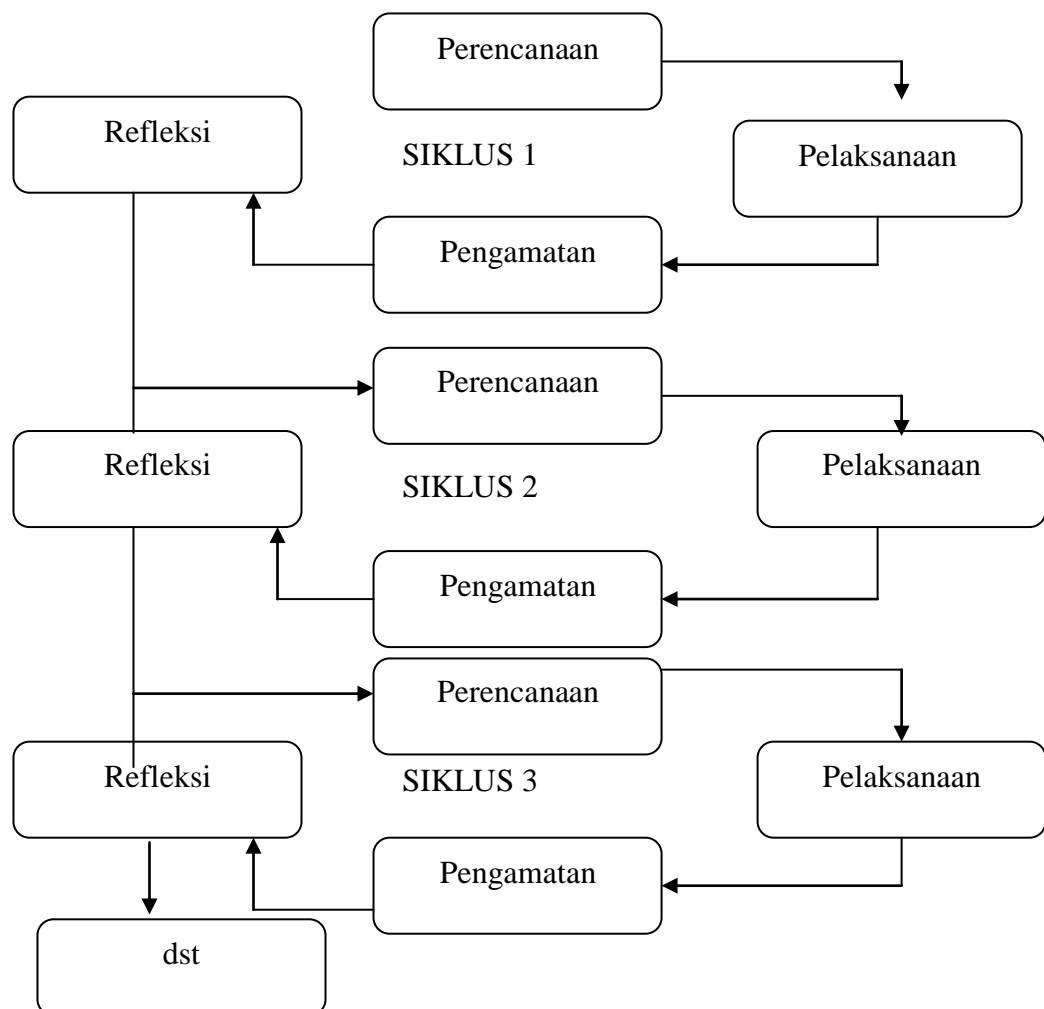 Perencanaan
Refleksi
SIKLUS 1
Pelaksanaan
Pengamatan
Perencanaan
Refleksi
SIKLUS 2
Pelaksanaan
Pengamatan
Perencanaan
Refleksi
SIKLUS 3
Pelaksanaan
Pengamatan
dst